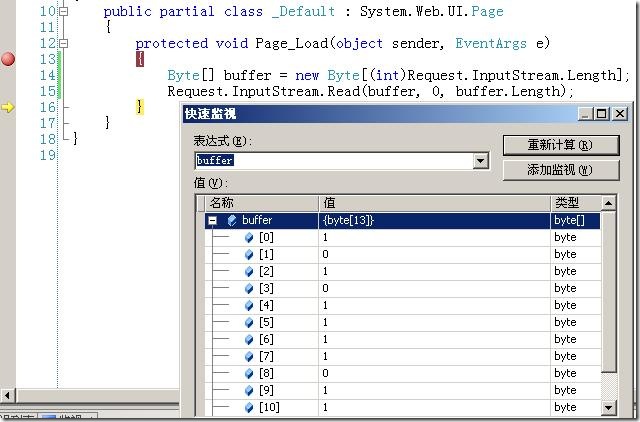 10 public partial class _Default : System.Web.UI.Page
11 {
12 protected void Page_Load(object sender, EventArgs e)
13 {
14 Byte[] buffer = new Byte[(int)Request.InputStream.Length];
15 Request.InputStream.Read(buffer, 0, buffer.Length);
16 }
17 }
18 }
19
快速监视
表达式(E):
buffer
重新计算(R)
添加监视(W)
值(V):
名称 值 类型
buffer {byte[13]} byte[]
[0] 1 byte
[1] 0 byte
[2] 1 byte
[3] 0 byte
[4] 1 byte
[5] 1 byte
[6] 1 byte
[7] 1 byte
[8] 0 byte
[9] 1 byte
[10] 1 byte